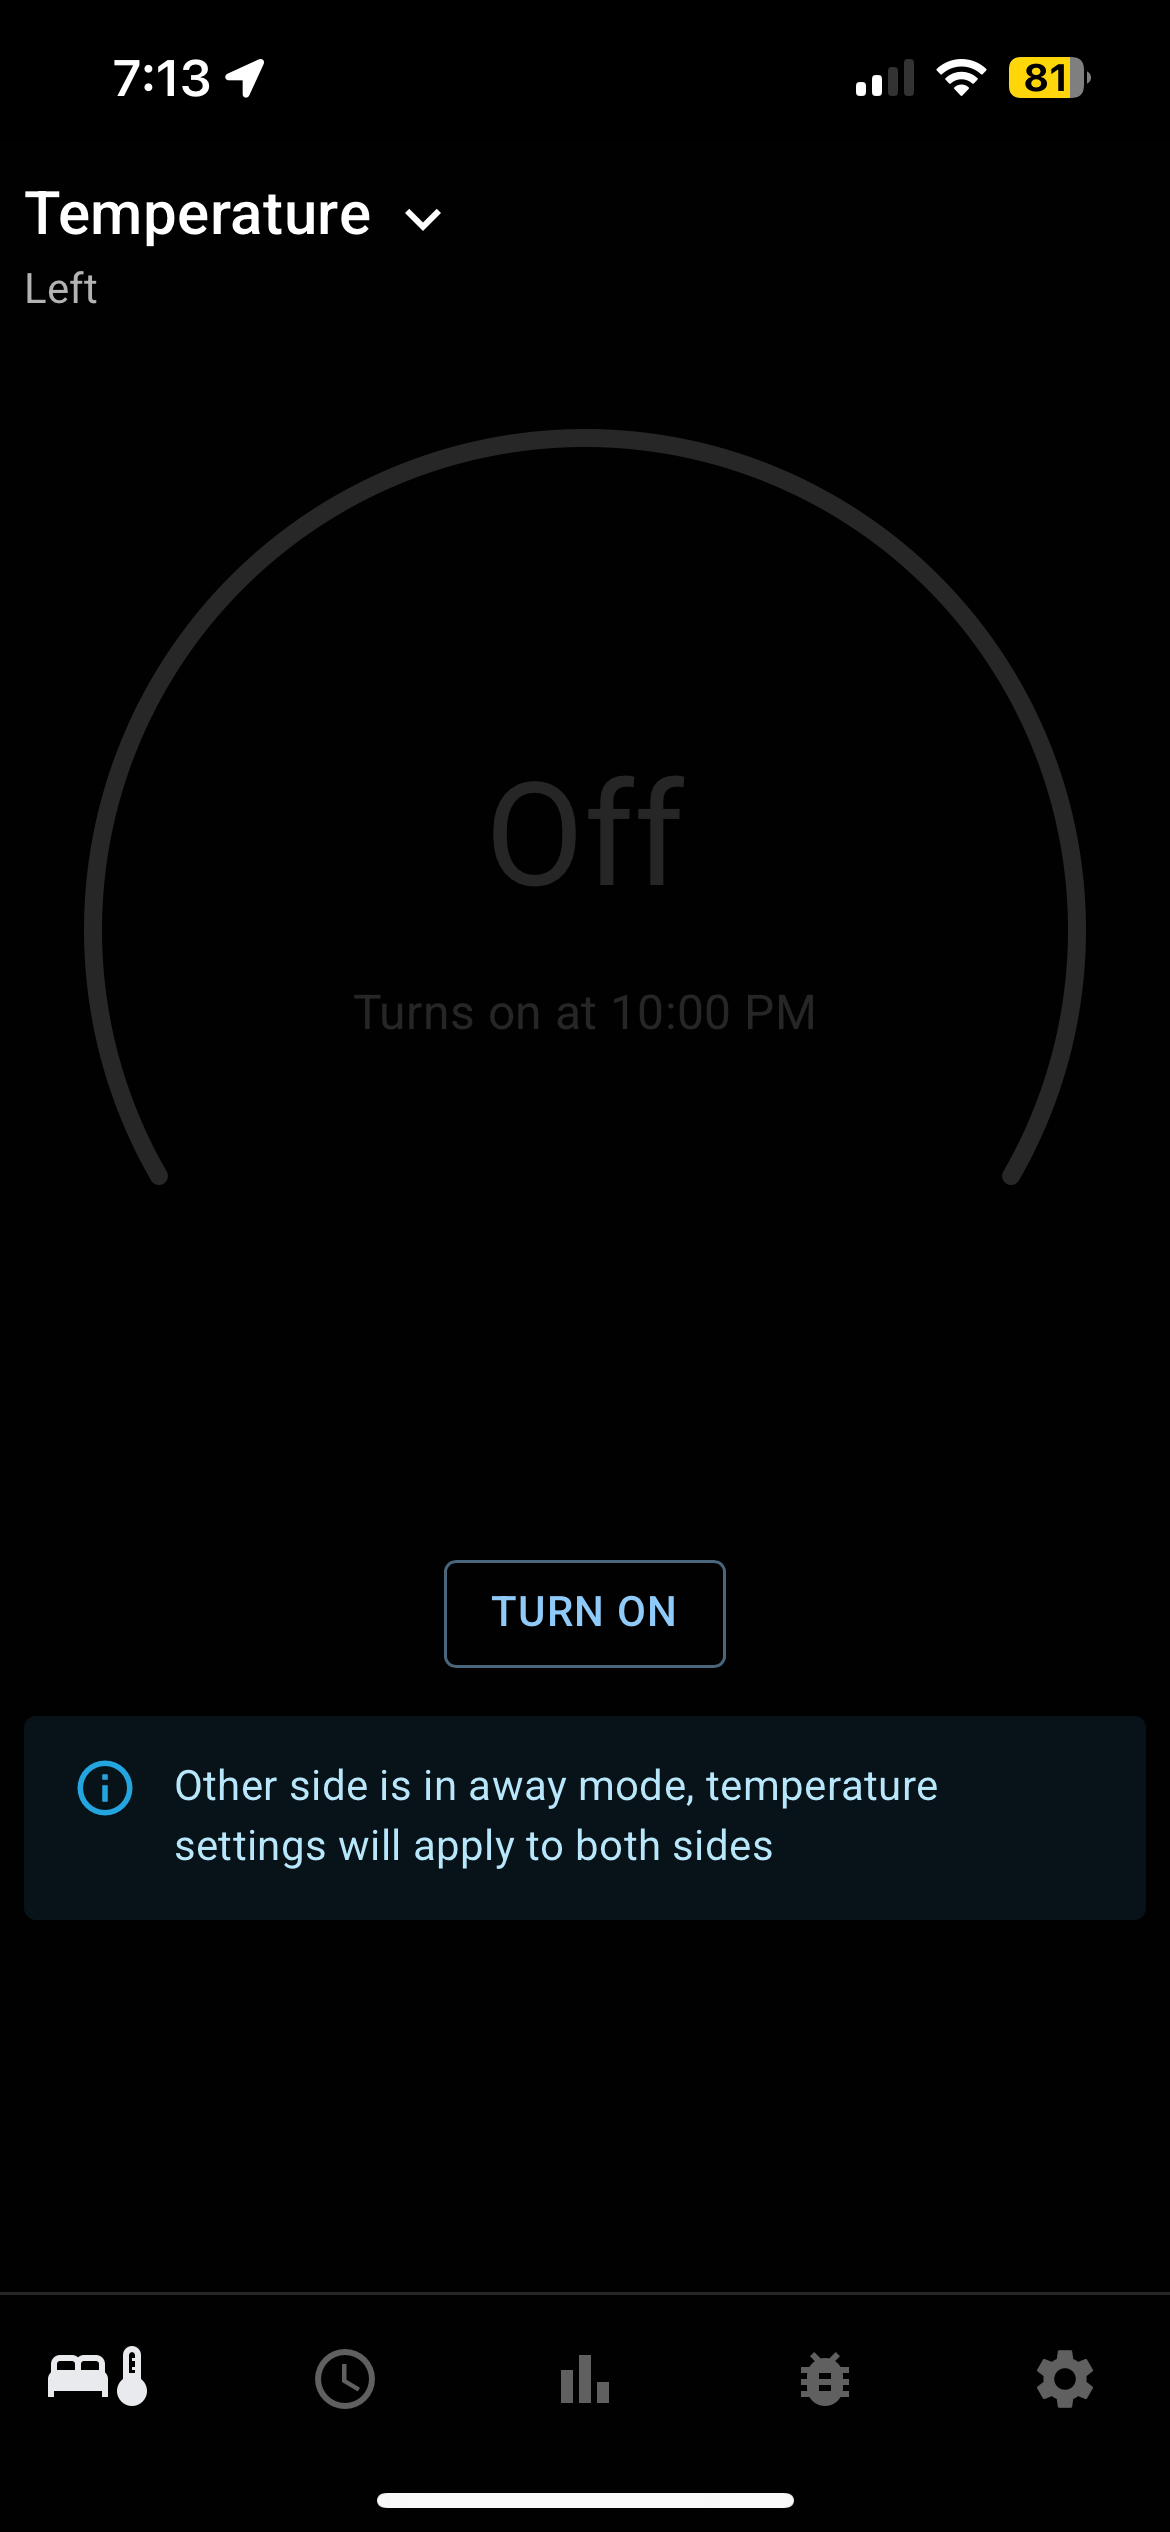 7:13
81
Temperature
Left
Off
Turns on at 10:00 PM
TURN ON
Other side is in away mode, temperature
settings will apply to both sides